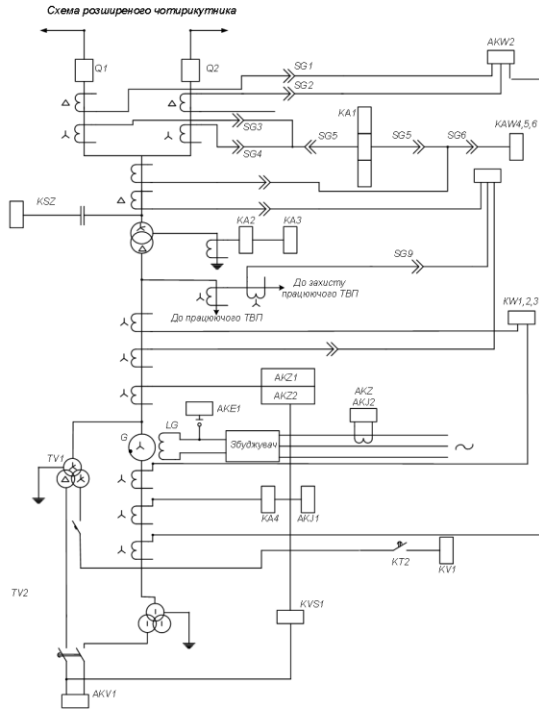 Схема розширеного чотирикутника
Q1
Q2
SG1
SG2
AKW2
KA1
SG3
SG4
SG5
SG5
SG6
KAW4,5,6
KSZ
KA2
KA3
SG9
До захисту
працюючого ТВП
До працюючого ТВП
KW1,2,3
AKZ1
AKZ2
AKZ
AKJ2
AKE1
LG
G
Збуджувач
TV1
KA4
AKJ1
KT2
KV1
TV2
KVS1
AKV1